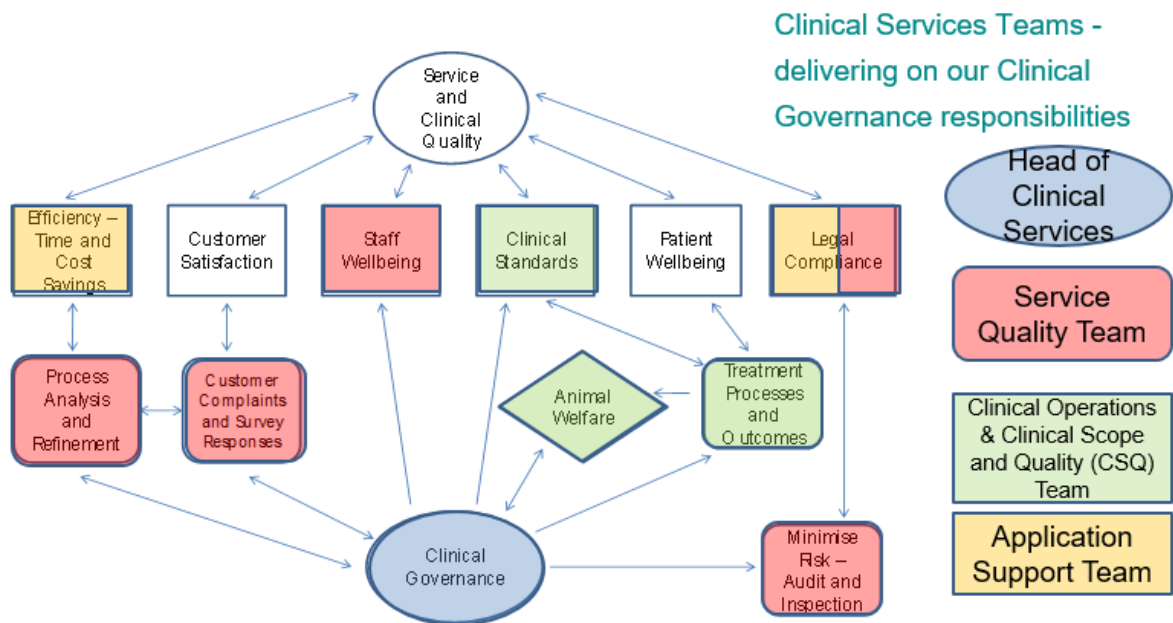 Clinical Services Teams -
delivering on our Clinical
Governance responsibilities
Service
and
Clinical
Quality
Efficiency –
Time and
Cost
Savings
Customer
Satisfaction
Staff
Wellbeing
Clinical
Standards
Patient
Wellbeing
Legal
Compliance
Process
Analysis
and
Refinement
Customer
Complaints
and Survey
Responses
Animal
Welfare
Treatment
Processes
and
Outcomes
Clinical
Governance
Minimise
Risk –
Audit and
Inspection
Head of
Clinical
Services
Service
Quality Team
Clinical Operations
& Clinical Scope
and Quality (CSQ)
Team
Application
Support Team